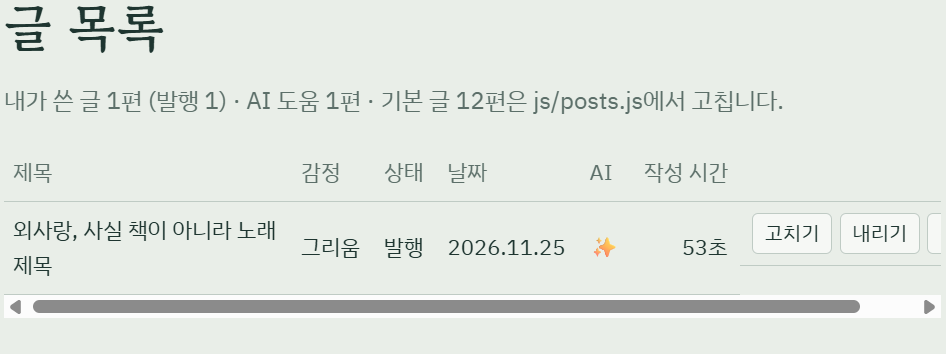 글 목록
내가 쓴 글 1편 (발행 1) · AI 도움 1편 · 기본 글 12편은 js/posts.js에서 고칩니다.
제목 감정 상태 날짜 AI 작성 시간
외사랑, 사실 책이 아니라 노래 제목 그리움 발행 2026.11.25 ✨ 53초 고치기 내리기